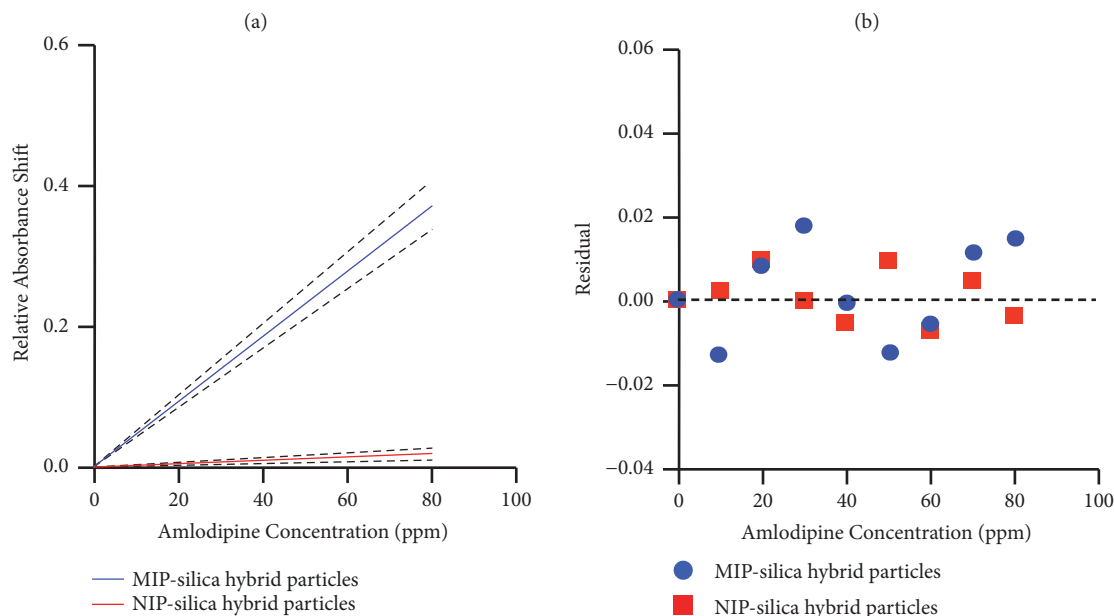 (a)
0.6
0.4
0.2
0.0
Relative Absorbance Shift
0 20 40 60 80 100
Amlodipine Concentration (ppm)
MIP-silica hybrid particles
NIP-silica hybrid particles
(b)
0.06
0.04
0.02
0.00
−0.02
−0.04
Residual
0 20 40 60 80 100
Amlodipine Concentration (ppm)
MIP-silica hybrid particles
NIP-silica hybrid particles